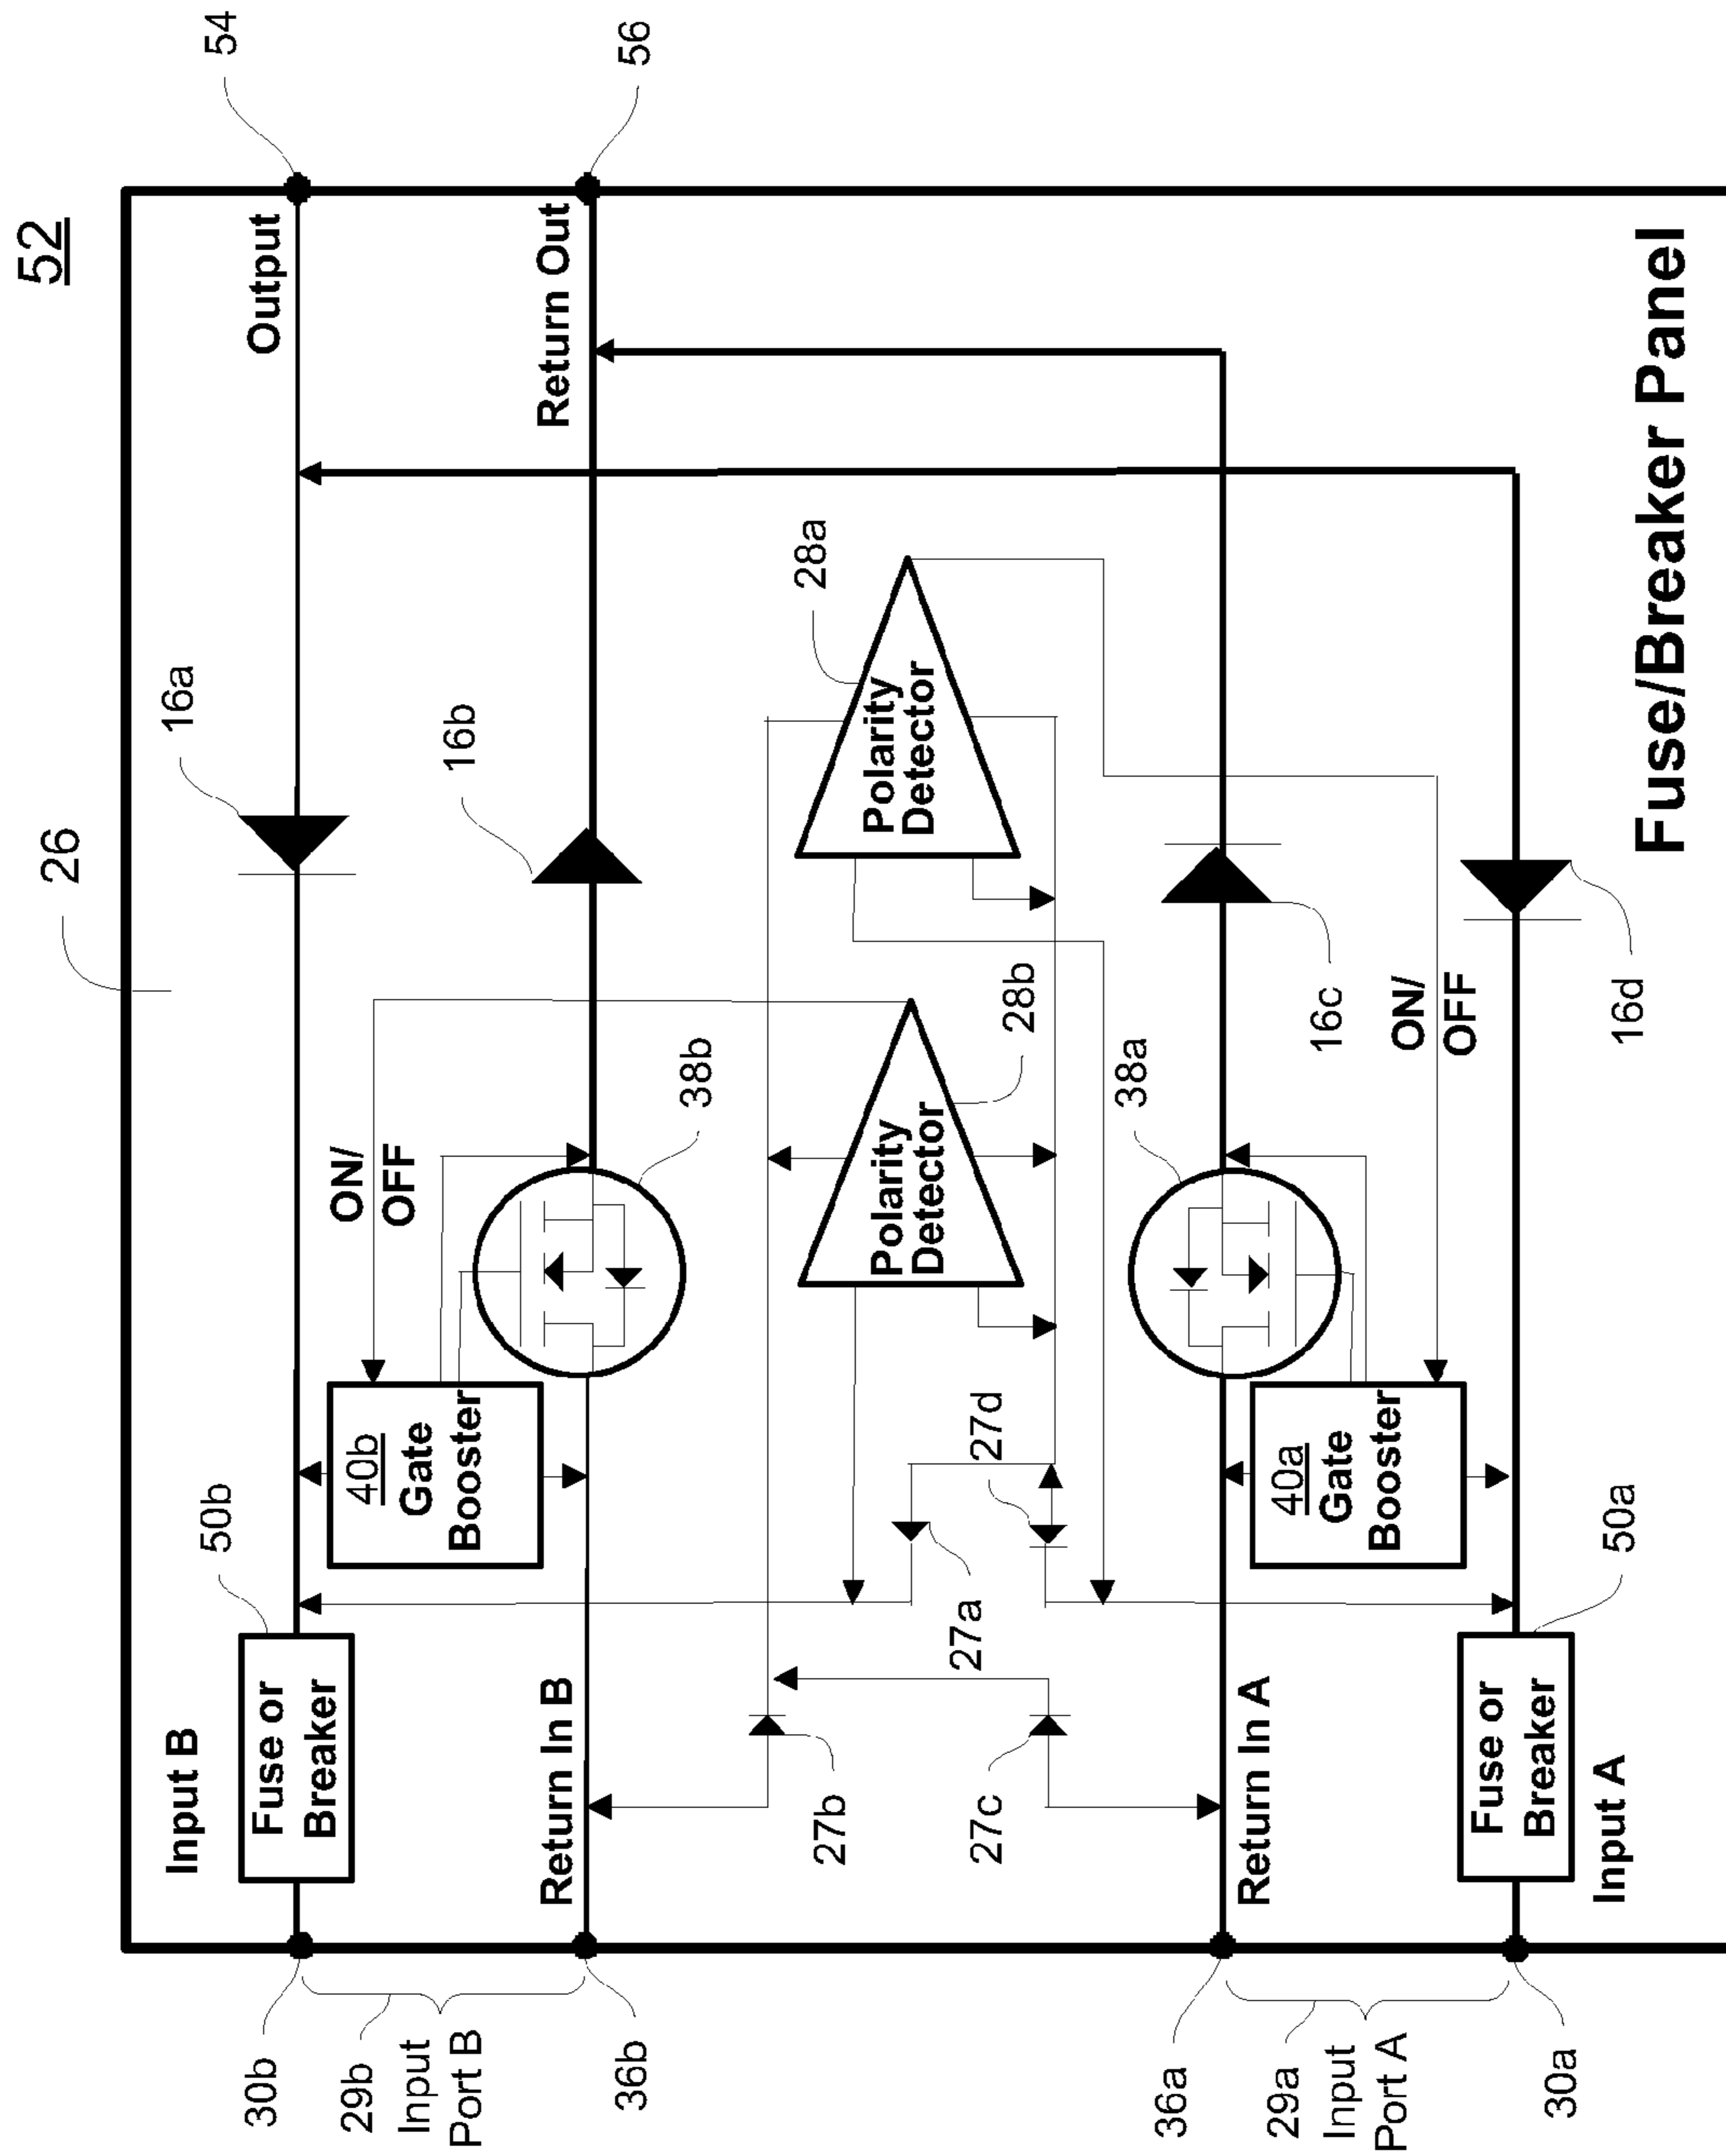 52
26
54
56
Output
Return Out
16a
16b
28a
Polarity
Detector
Polarity
Detector
28b
38b
38a
16c
16d
ON/
OFF
ON/
OFF
40b
Gate
Booster
40a
Gate
Booster
50b
50a
27d
27a
27b
27c
Input B
Fuse or
Breaker
Return In B
Return In A
Fuse or
Breaker
Input A
30b
29b
Input
Port B
36b
36a
29a
Input
Port A
30a
Fuse/Breaker Panel